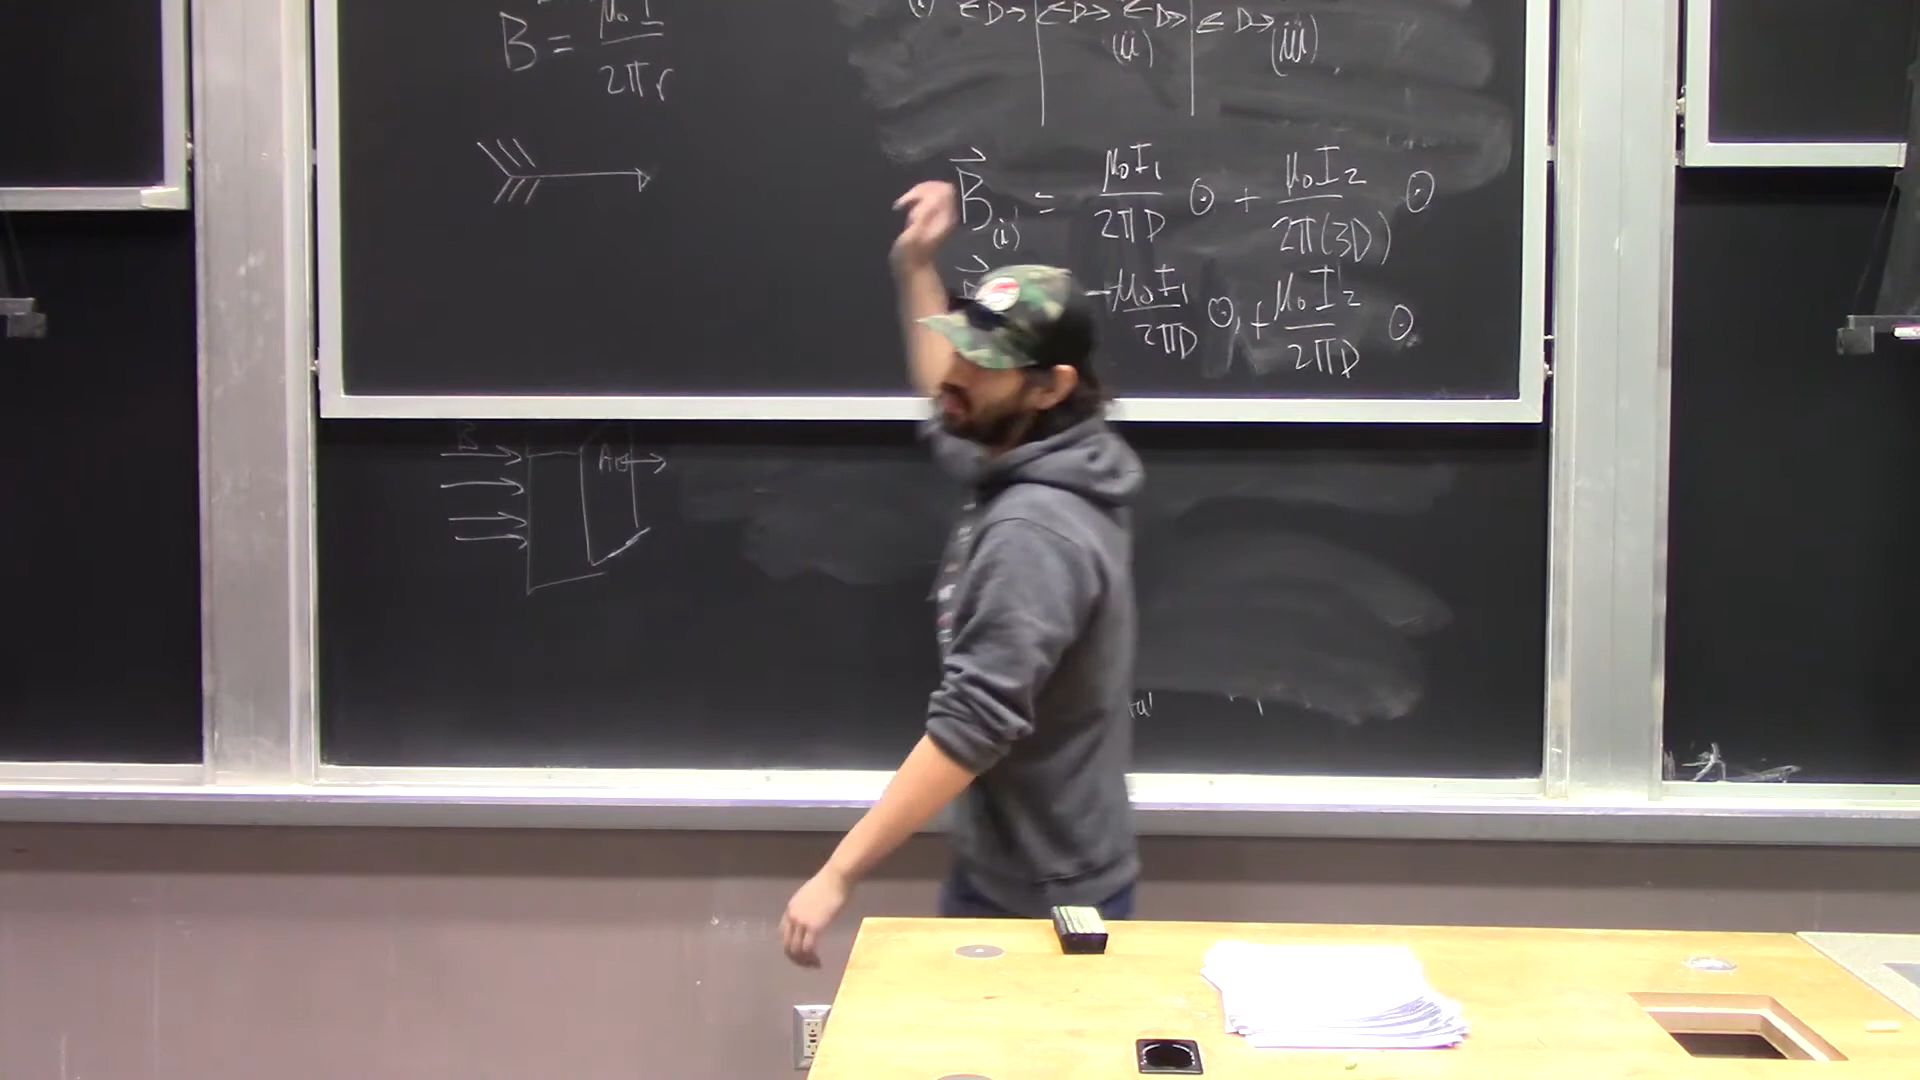 B = μ₀I / 2πr
(i) ←D→ ←D→ ←D→ ←D→
(ii) (iii)
B⃗(i) = μ₀I₁ / 2πD ⊙ + μ₀I₂ / 2π(3D) ⊙
-μ₀I₁ / 2πD ⊙ + μ₀I₂ / 2πD ⊙
B